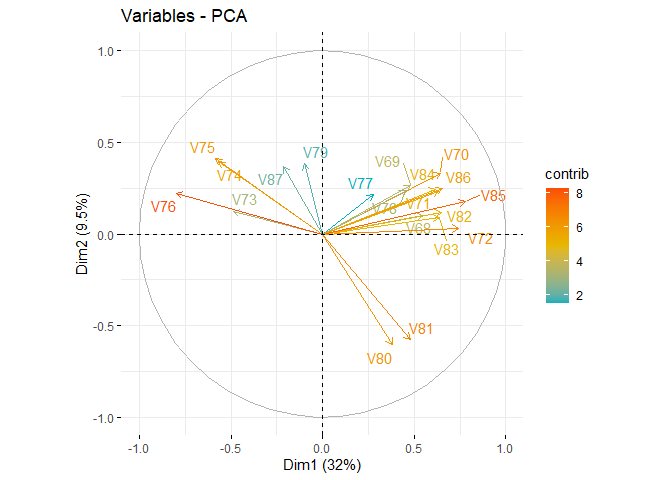 Variables - PCA
1.0
0.5
0.0
-0.5
-1.0
-1.0
-0.5
0.0
0.5
1.0
Dim1 (32%)
Dim2 (9.5%)
V75
V79
V69
V70
V74
V87
V77
V84
V86
V76
V73
V78
V71
V85
V68
V82
V72
V83
V81
V80
contrib
8
6
4
2